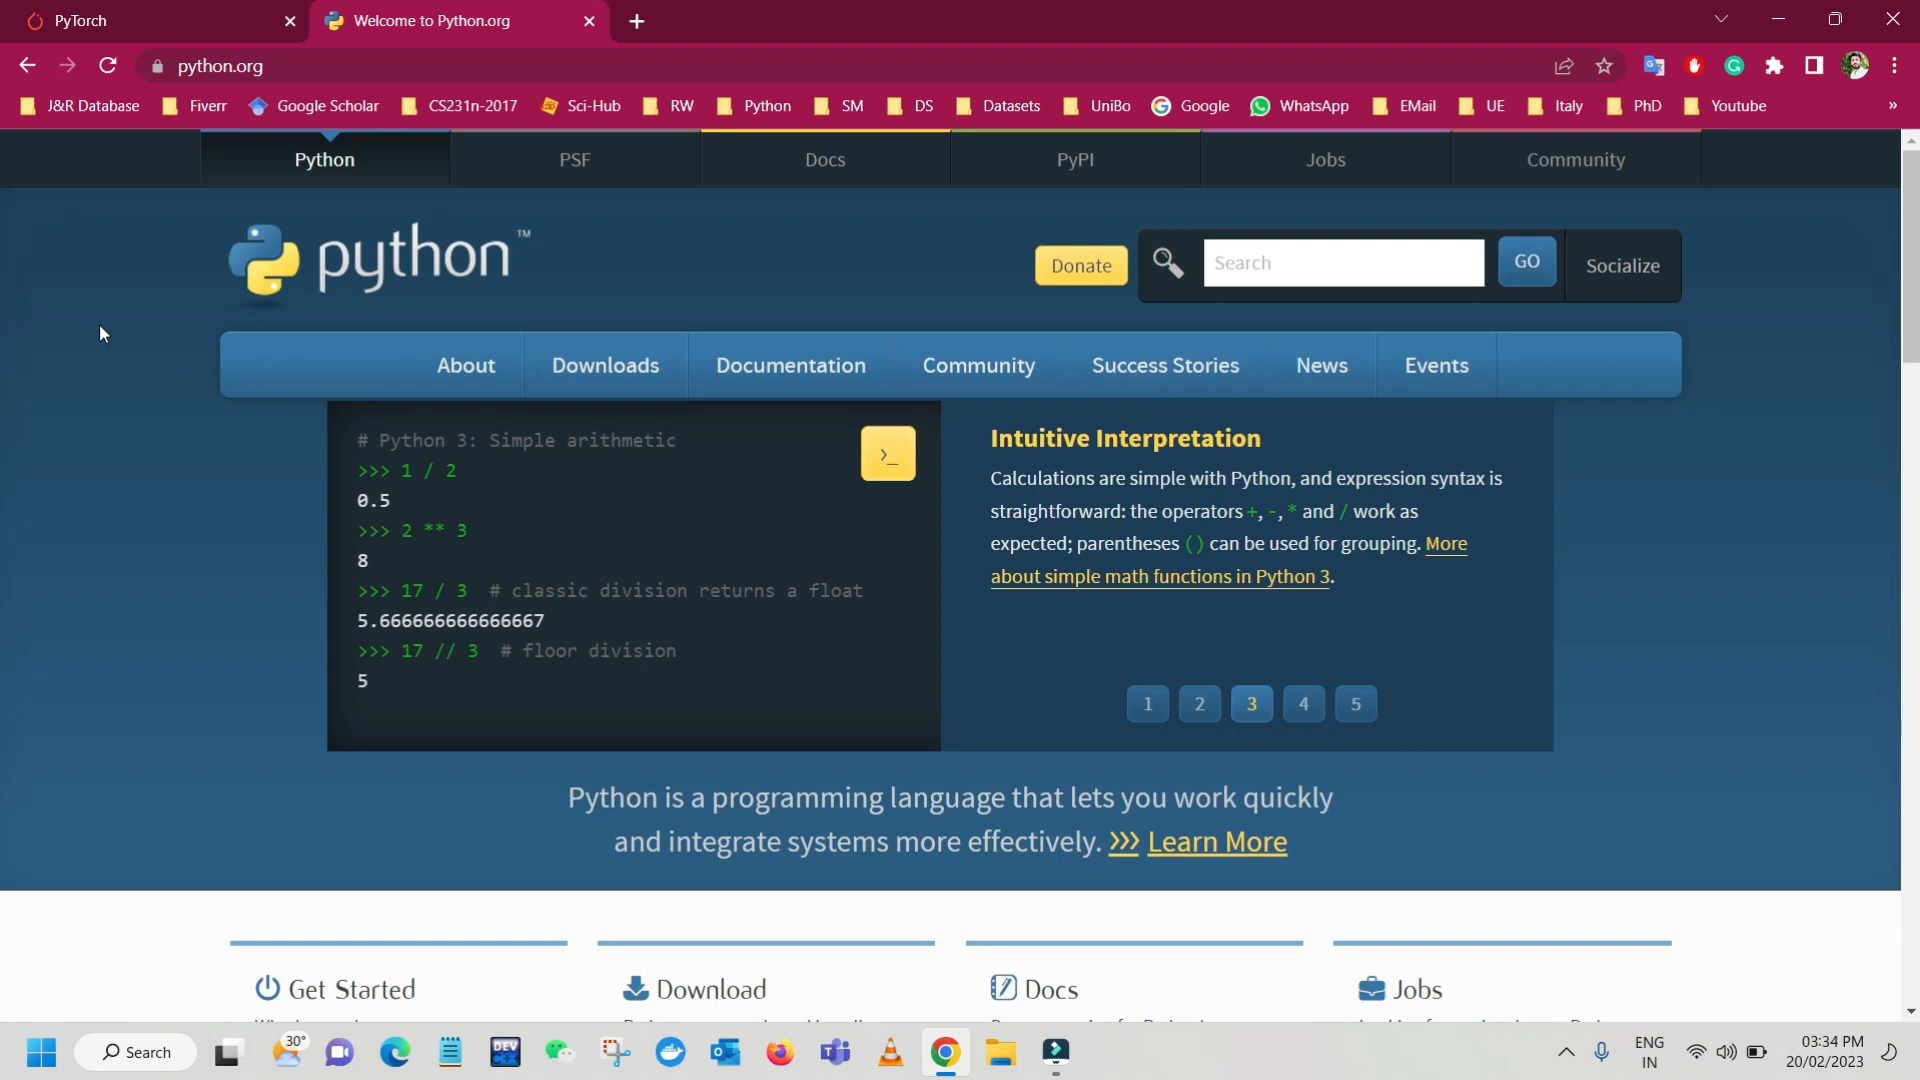 PyTorch
Welcome to Python.org
python.org
J&R Database Fiverr Google Scholar CS231n-2017 Sci-Hub RW Python SM DS Datasets UniBo Google WhatsApp EMail UE Italy PhD Youtube »
Python PSF Docs PyPI Jobs Community
python™
Donate Search GO Socialize
About Downloads Documentation Community Success Stories News Events
# Python 3: Simple arithmetic
>>> 1 / 2
0.5
>>> 2 ** 3
8
>>> 17 / 3 # classic division returns a float
5.666666666666667
>>> 17 // 3 # floor division
5
>_
Intuitive Interpretation
Calculations are simple with Python, and expression syntax is
straightforward: the operators +, -, * and / work as
expected; parentheses () can be used for grouping. More
about simple math functions in Python 3.
1 2 3 4 5
Python is a programming language that lets you work quickly
and integrate systems more effectively. >>> Learn More
Get Started Download Docs Jobs
Search
30°
DEV
C++
ENG
IN
03:34 PM
20/02/2023